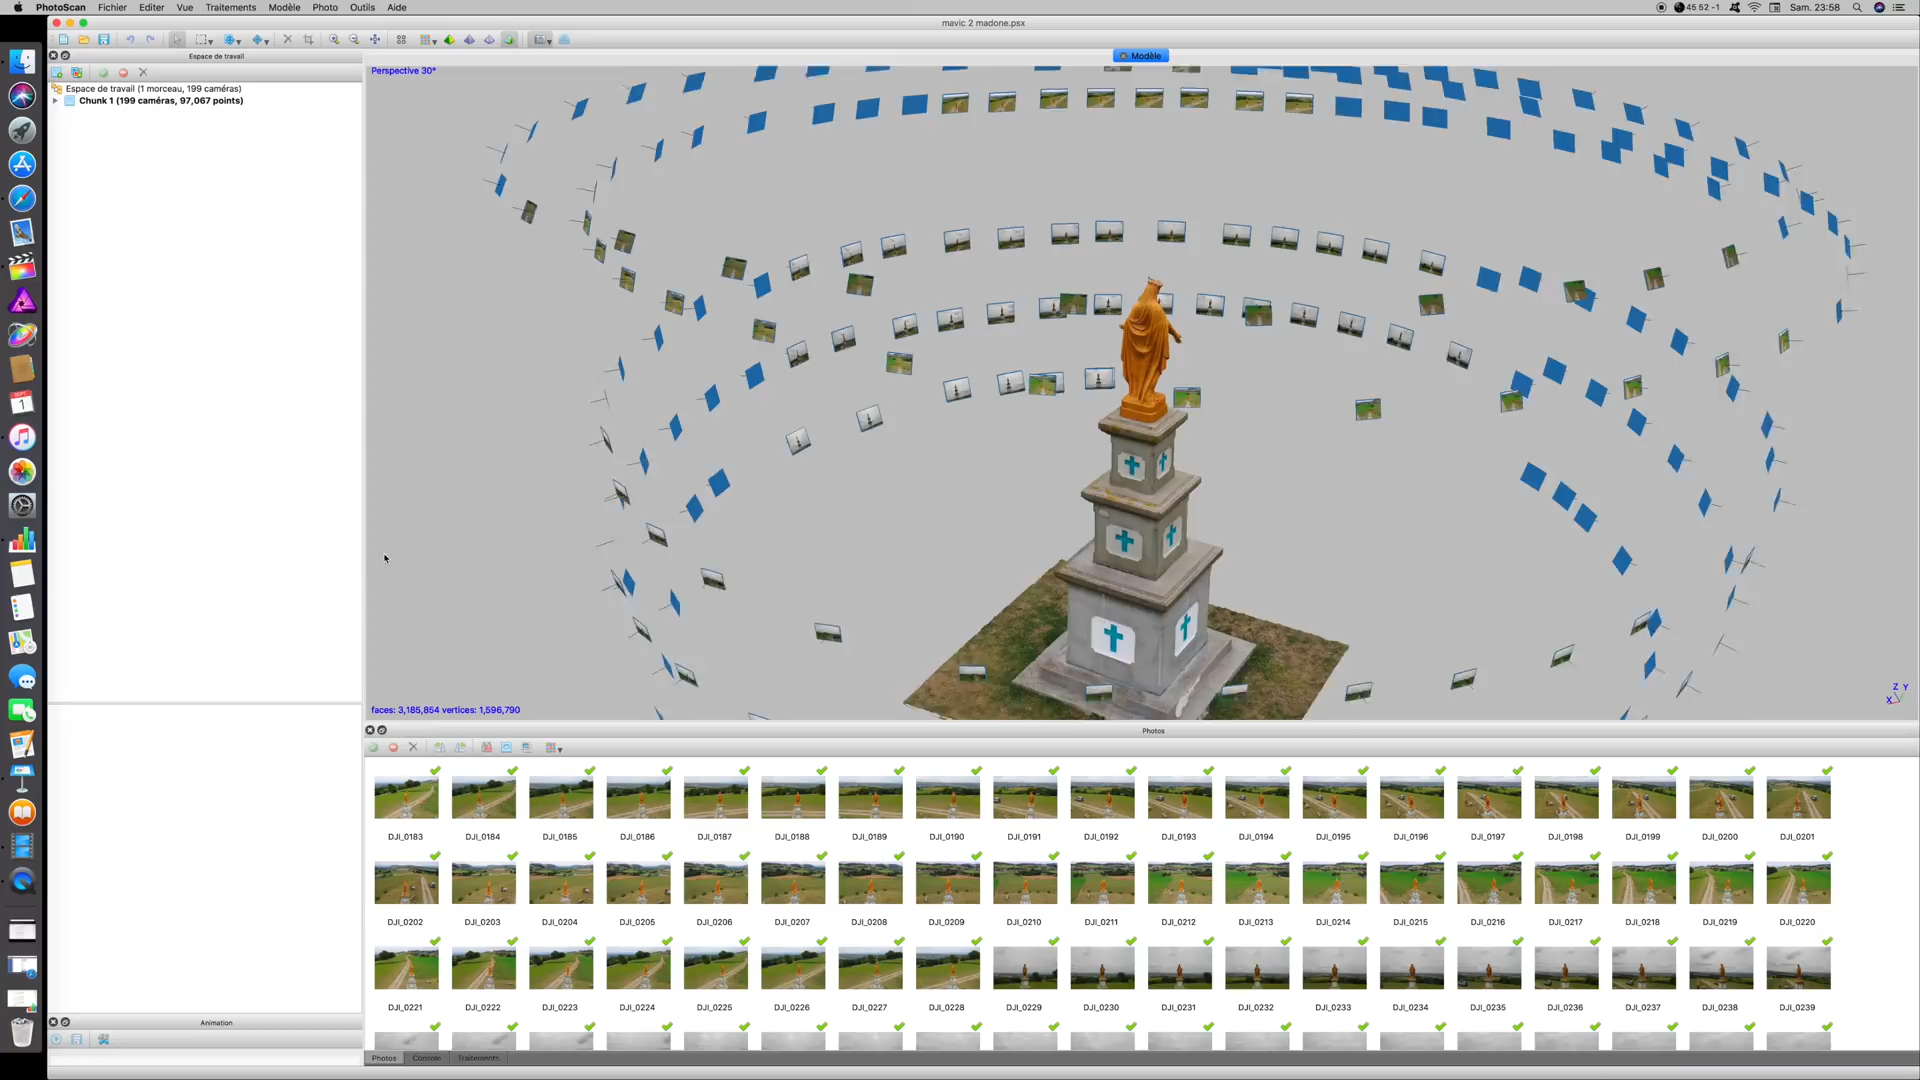 PhotoScan Fichier Editer Vue Traitements Modèle Photo Outils Aide 45 52 -1 Sam. 23:58
mavic 2 madone.psx
Espace de travail
Modèle
Perspective 30°
Espace de travail (1 morceau, 199 caméras)
Chunk 1 (199 caméras, 97,067 points)
SEPT.
1
Z Y
X
faces: 3,185,854 vertices: 1,596,790
Photos
DJI_0183 DJI_0184 DJI_0185 DJI_0186 DJI_0187 DJI_0188 DJI_0189 DJI_0190 DJI_0191 DJI_0192 DJI_0193 DJI_0194 DJI_0195 DJI_0196 DJI_0197 DJI_0198 DJI_0199 DJI_0200 DJI_0201
DJI_0202 DJI_0203 DJI_0204 DJI_0205 DJI_0206 DJI_0207 DJI_0208 DJI_0209 DJI_0210 DJI_0211 DJI_0212 DJI_0213 DJI_0214 DJI_0215 DJI_0216 DJI_0217 DJI_0218 DJI_0219 DJI_0220
DJI_0221 DJI_0222 DJI_0223 DJI_0224 DJI_0225 DJI_0226 DJI_0227 DJI_0228 DJI_0229 DJI_0230 DJI_0231 DJI_0232 DJI_0233 DJI_0234 DJI_0235 DJI_0236 DJI_0237 DJI_0238 DJI_0239
Animation
Photos Console Traitements